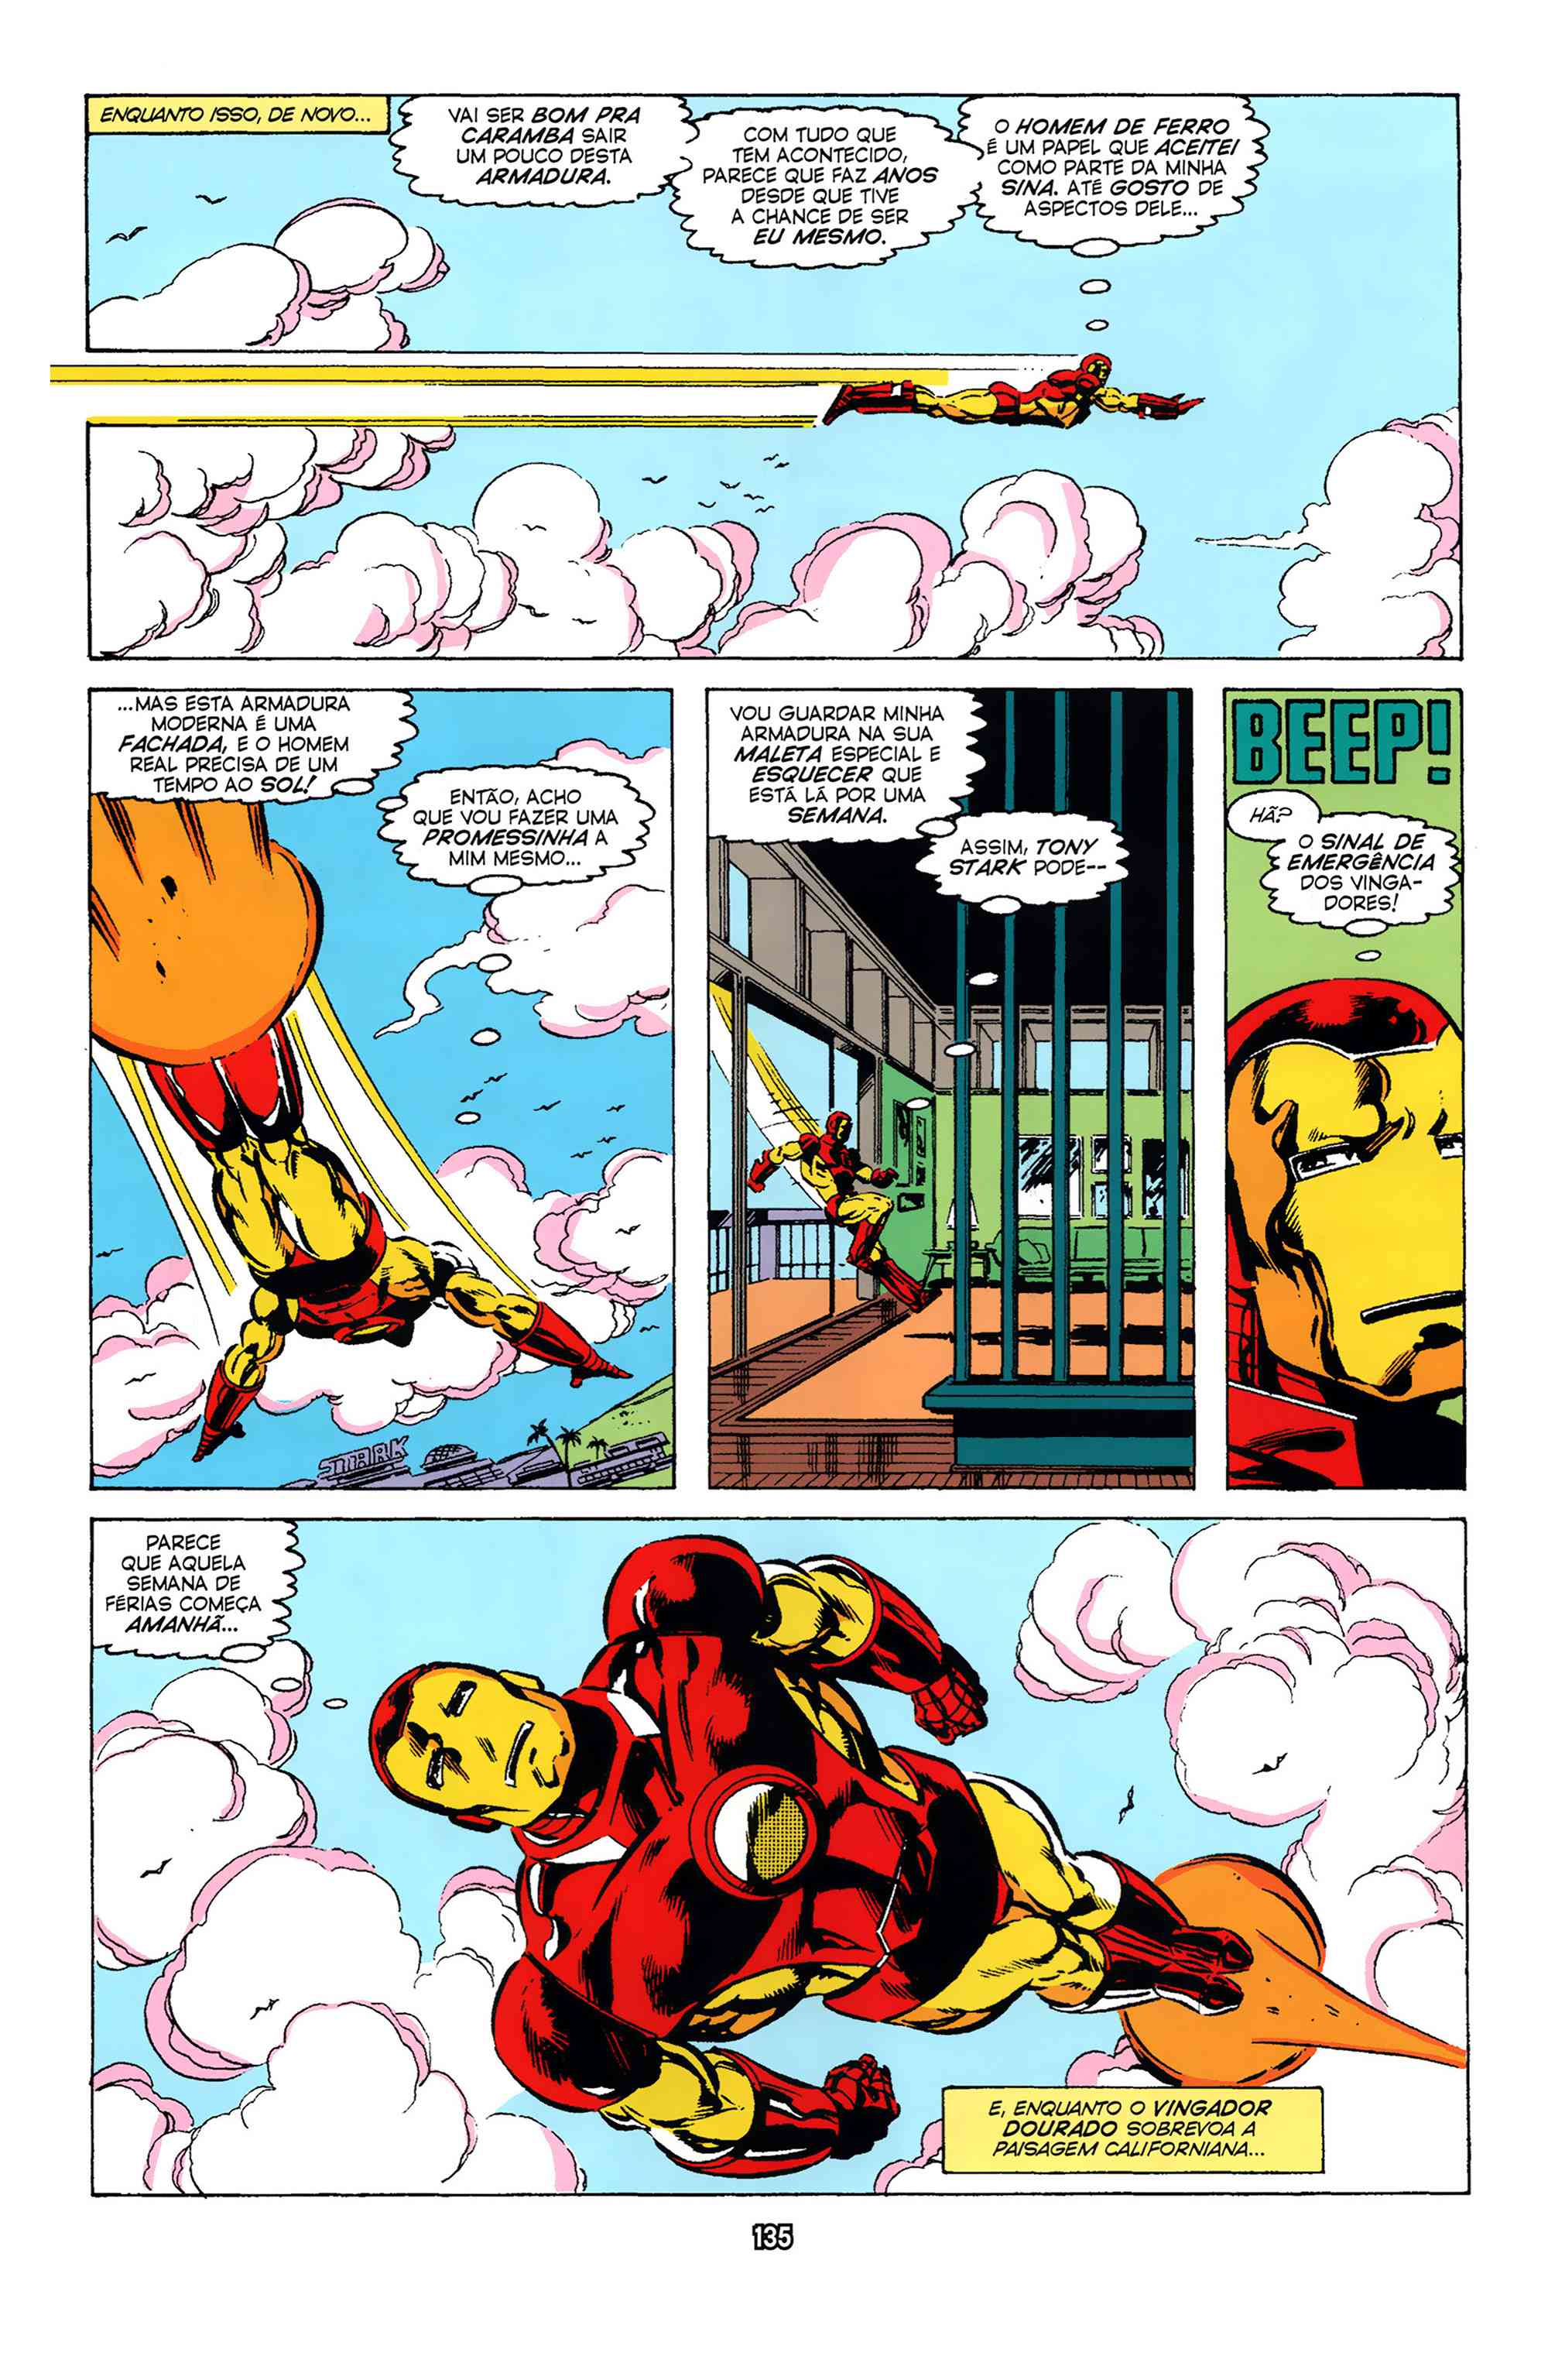 ENQUANTO ISSO, DE NOVO...
VAI SER BOM PRA
CARAMBA SAIR
UM POUCO DESTA
ARMADURA.
COM TUDO QUE
TEM ACONTECIDO,
PARECE QUE FAZ ANOS
DESDE QUE TIVE
A CHANCE DE SER
EU MESMO.
O HOMEM DE FERRO
É UM PAPEL QUE ACEITEI
COMO PARTE DA MINHA
SINA. ATÉ GOSTO DE
ASPECTOS DELE...
...MAS ESTA ARMADURA
MODERNA É UMA
FACHADA, E O HOMEM
REAL PRECISA DE UM
TEMPO AO SOL!
ENTÃO, ACHO
QUE VOU FAZER UMA
PROMESSINHA A
MIM MESMO...
STARK
VOU GUARDAR MINHA
ARMADURA NA SUA
MALETA ESPECIAL E
ESQUECER QUE
ESTÁ LÁ POR UMA
SEMANA.
ASSIM, TONY
STARK PODE--
BEEP!
HÃ?
O SINAL DE
EMERGÊNCIA
DOS VINGA-
DORES!
PARECE
QUE AQUELA
SEMANA DE
FÉRIAS COMEÇA
AMANHÃ...
E, ENQUANTO O VINGADOR
DOURADO SOBREVOA A
PAISAGEM CALIFORNIANA...
135